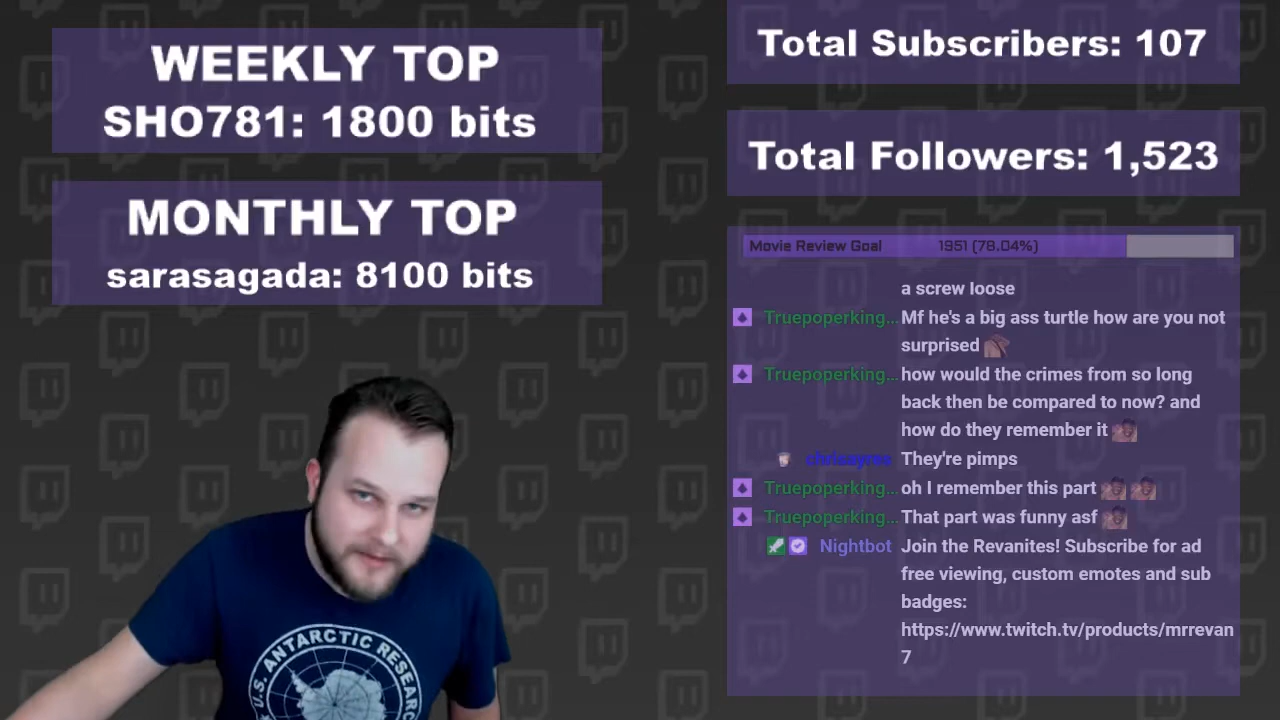 WEEKLY TOP
SHO781: 1800 bits
MONTHLY TOP
sarasagada: 8100 bits
Total Subscribers: 107
Total Followers: 1,523
Movie Review Goal 1951 (78.04%)
a screw loose
Truepoperking... Mf he's a big ass turtle how are you not
surprised
Truepoperking... how would the crimes from so long
back then be compared to now? and
how do they remember it
They're pimps
Truepoperking... oh I remember this part
Truepoperking... That part was funny asf
Nightbot Join the Revanites! Subscribe for ad
free viewing, custom emotes and sub
badges:
https://www.twitch.tv/products/mrrevan
7
U.S. ANTARCTIC RESEARC